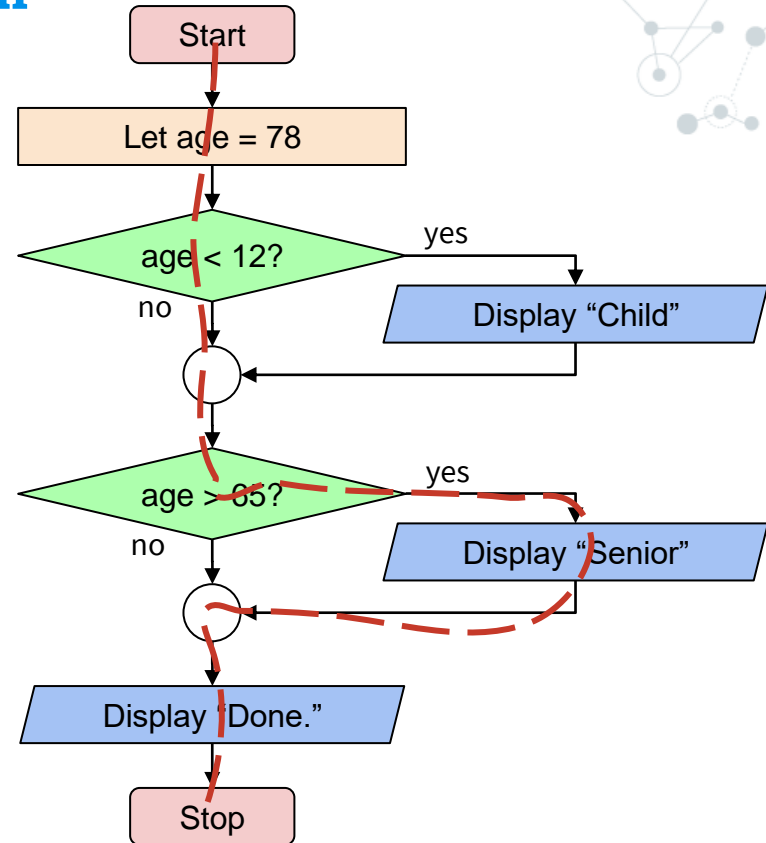 Start
Let age = 78
age < 12?
yes
no
Display “Child”
age > 65?
yes
no
Display “Senior”
Display “Done.”
Stop